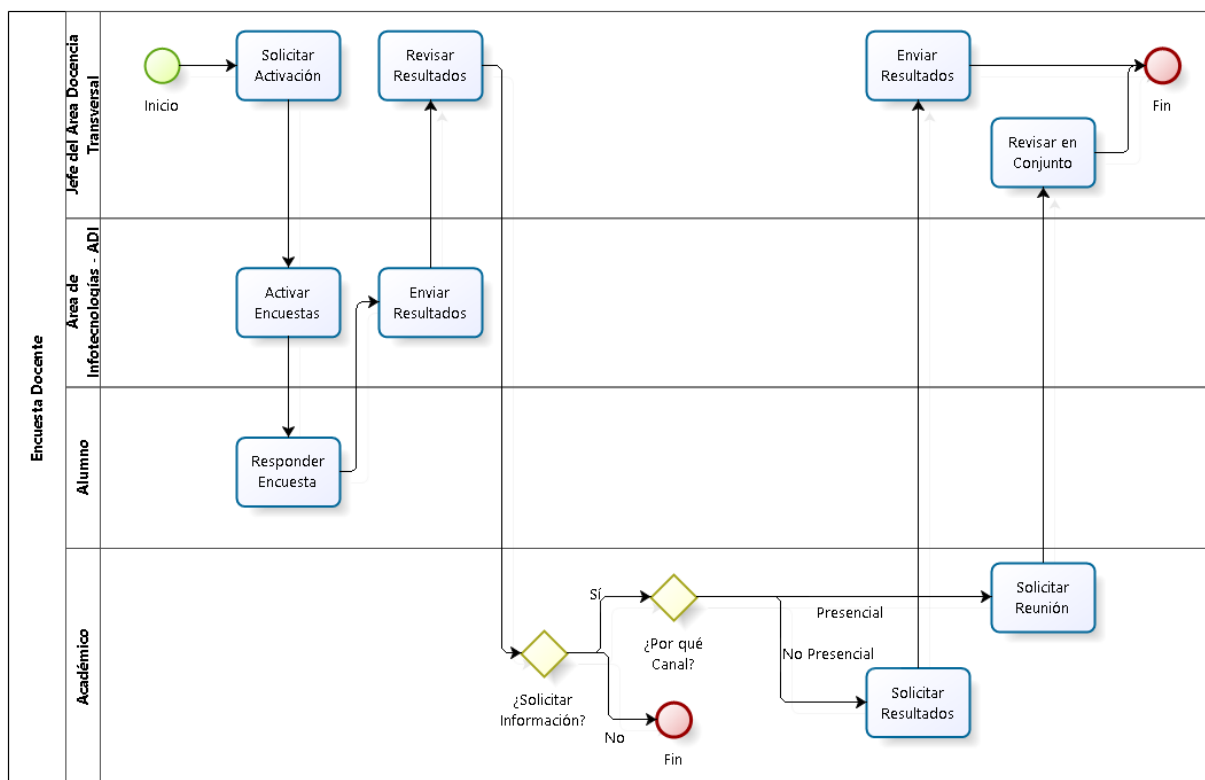 Encuesta Docente
Jefe del Area Docencia
Transversal
Inicio
Solicitar
Activación
Revisar
Resultados
Enviar
Resultados
Fin
Revisar en
Conjunto
Área de
Infotecnologías - ADI
Activar
Encuestas
Enviar
Resultados
Alumno
Responder
Encuesta
Académico
¿Solicitar
Información?
Sí
No
Fin
¿Por qué
Canal?
Presencial
No Presencial
Solicitar
Reunión
Solicitar
Resultados